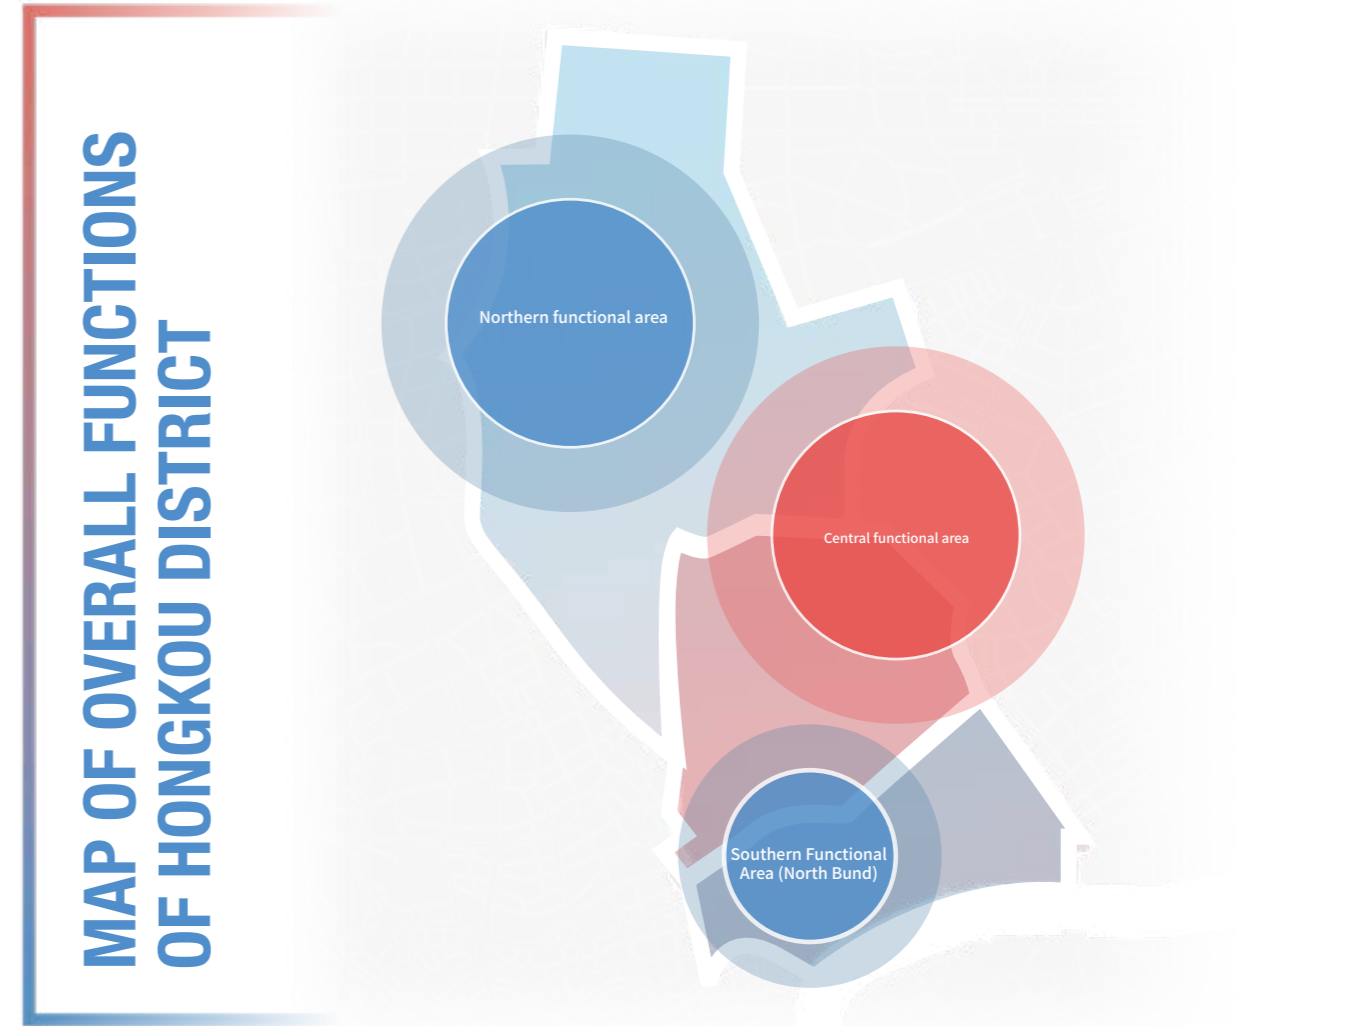 MAP OF OVERALL FUNCTIONS
OF HONGKOU DISTRICT
Northern functional area
Central functional area
Southern Functional
Area (North Bund)